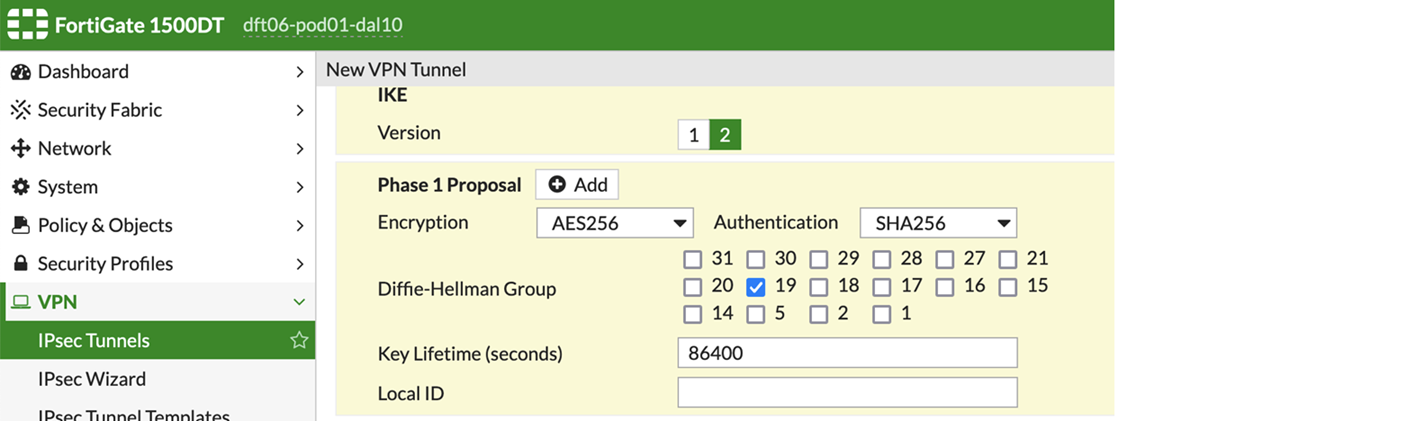 FortiGate 1500DT dft06-pod01-dal10
Dashboard
Security Fabric
Network
System
Policy & Objects
Security Profiles
VPN
IPsec Tunnels
IPsec Wizard
IPsec Tunnel Templates
New VPN Tunnel
IKE
Version 1 2
Phase 1 Proposal Add
Encryption AES256 Authentication SHA256
Diffie-Hellman Group
31 30 29 28 27 21
20 19 18 17 16 15
14 5 2 1
Key Lifetime (seconds) 86400
Local ID